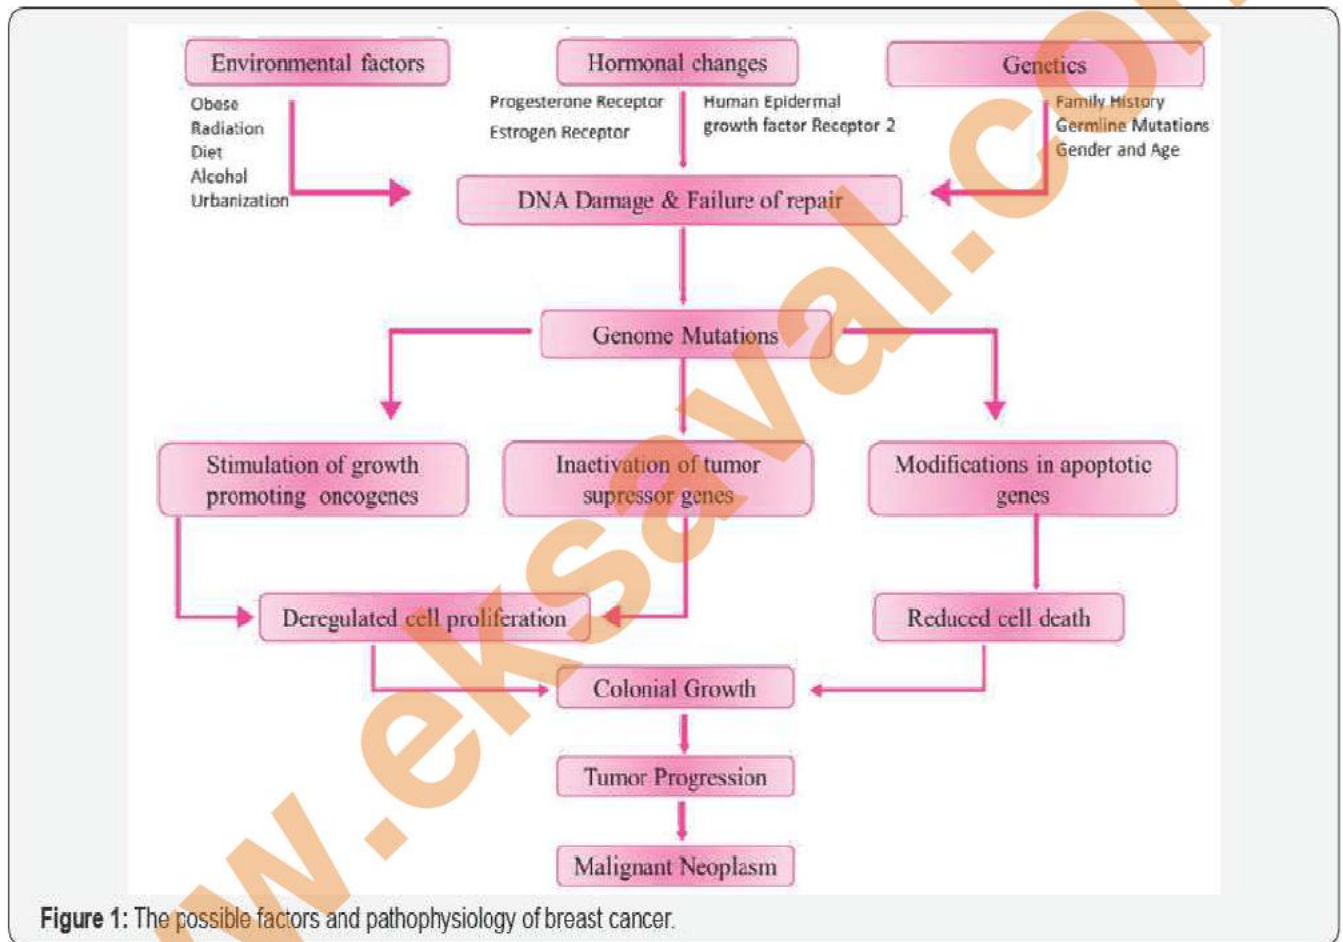 Environmental factors
Hormonal changes
Genetics
Obese
Radiation
Diet
Alcohol
Urbanization
Progesterone Receptor
Estrogen Receptor
Human Epidermal
growth factor Receptor 2
Family History
Germline Mutations
Gender and Age
DNA Damage & Failure of repair
Genome Mutations
Stimulation of growth
promoting oncogenes
Inactivation of tumor
supressor genes
Modifications in apoptotic
genes
Deregulated cell proliferation
Reduced cell death
Colonial Growth
Tumor Progression
Malignant Neoplasm
Figure 1: The possible factors and pathophysiology of breast cancer.
w.eksaval.com